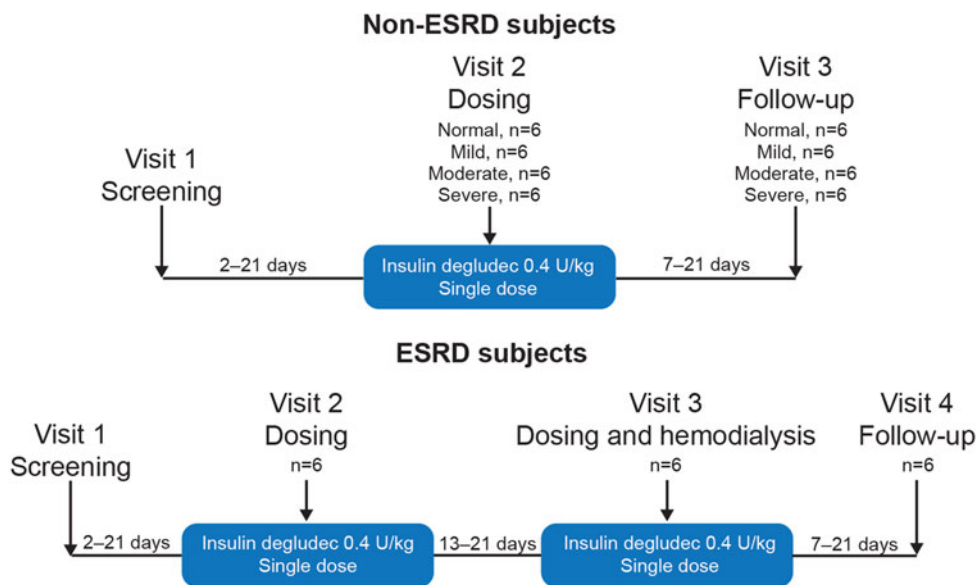 Non-ESRD subjects
Visit 1
Screening
Visit 2
Dosing
Normal, n=6
Mild, n=6
Moderate, n=6
Severe, n=6
Visit 3
Follow-up
Normal, n=6
Mild, n=6
Moderate, n=6
Severe, n=6
2–21 days
Insulin degludec 0.4 U/kg
Single dose
7–21 days
ESRD subjects
Visit 1
Screening
Visit 2
Dosing
n=6
Visit 3
Dosing and hemodialysis
n=6
Visit 4
Follow-up
n=6
2–21 days
Insulin degludec 0.4 U/kg
Single dose
13–21 days
Insulin degludec 0.4 U/kg
Single dose
7–21 days